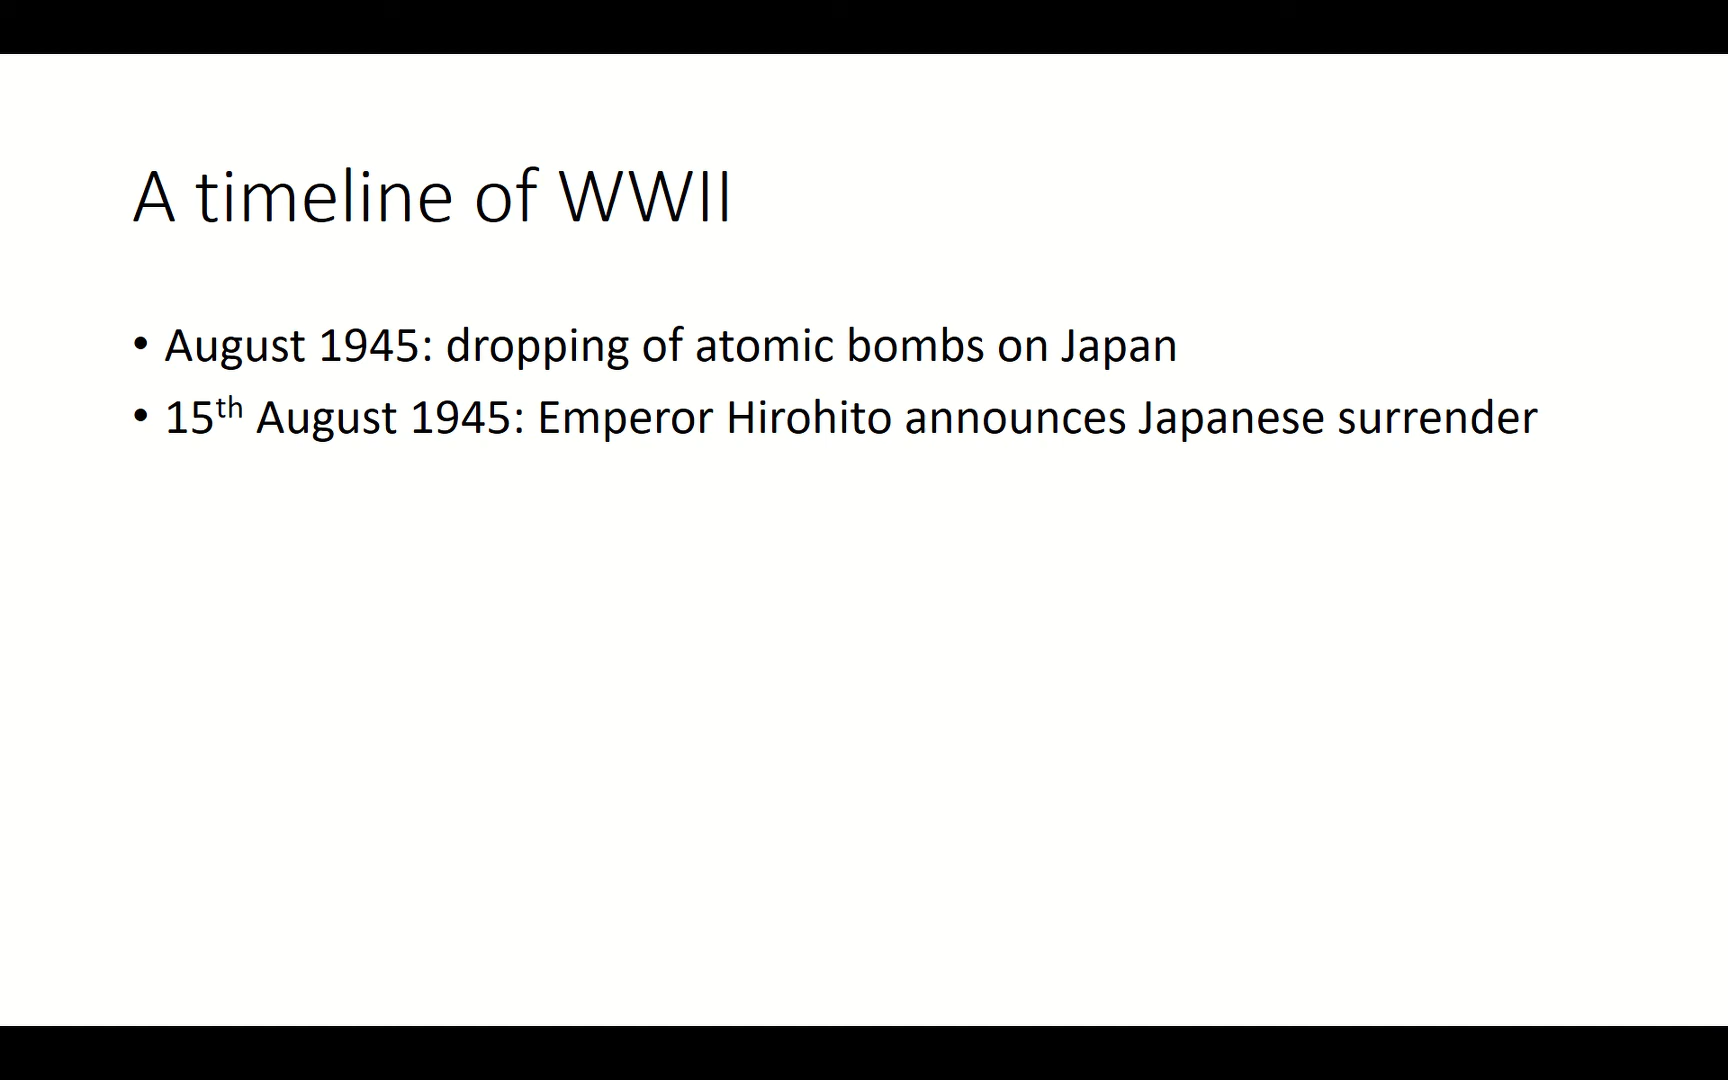 A timeline of WWII
• August 1945: dropping of atomic bombs on Japan
• 15th August 1945: Emperor Hirohito announces Japanese surrender